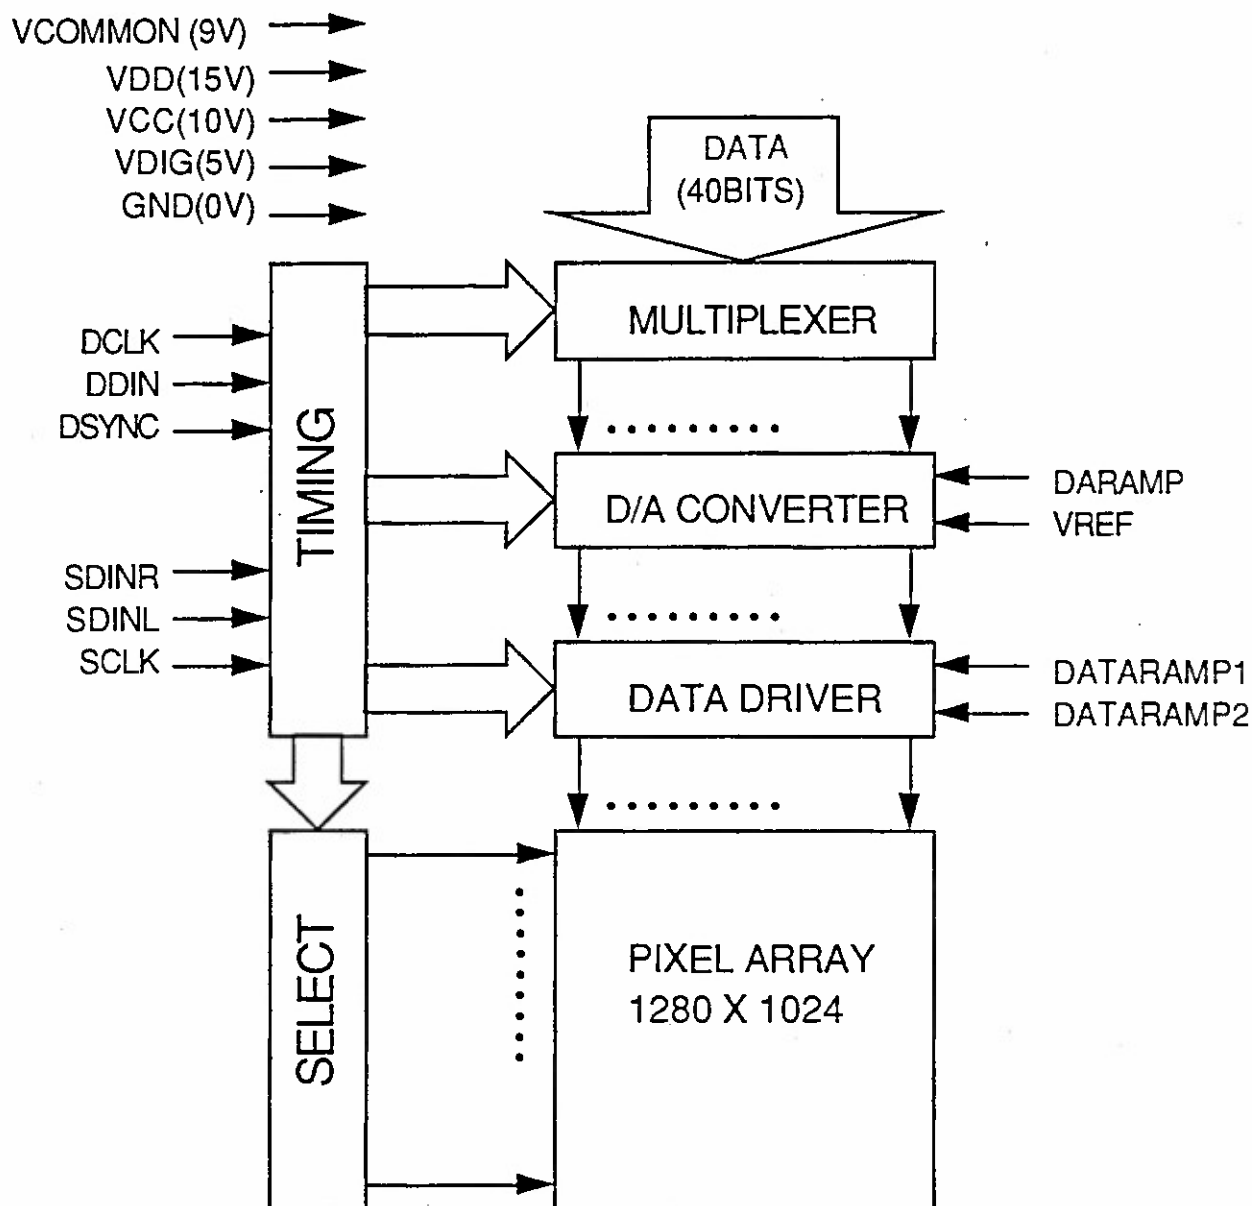 VCOMMON (9V)
VDD(15V)
VCC(10V)
VDIG(5V)
GND(0V)
DATA
(40BITS)
MULTIPLEXER
DCLK
DDIN
DSYNC
TIMING
D/A CONVERTER
DARAMP
VREF
SDINR
SDINL
SCLK
DATA DRIVER
DATARAMP1
DATARAMP2
SELECT
PIXEL ARRAY
1280 X 1024